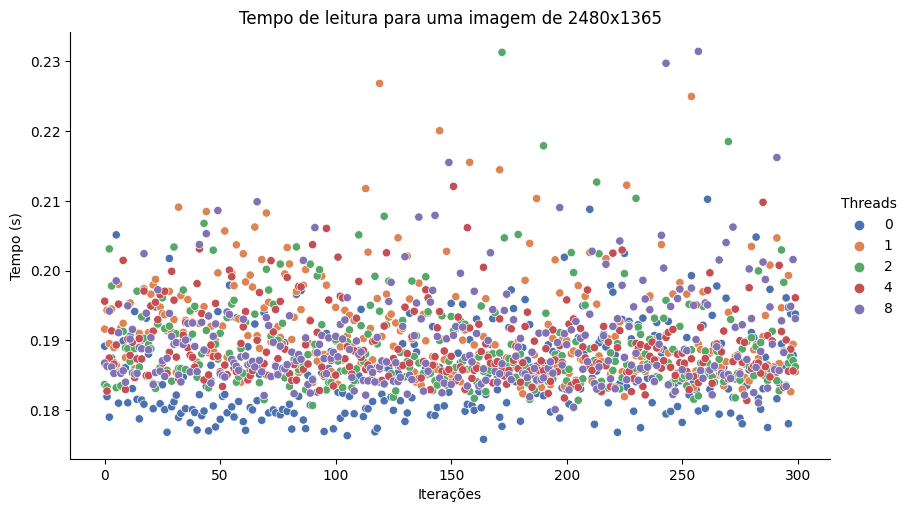 Tempo de leitura para uma imagem de 2480x1365
Tempo (s)
0.23
0.22
0.21
0.20
0.19
0.18
0 50 100 150 200 250 300
Iterações
Threads
0
1
2
4
8